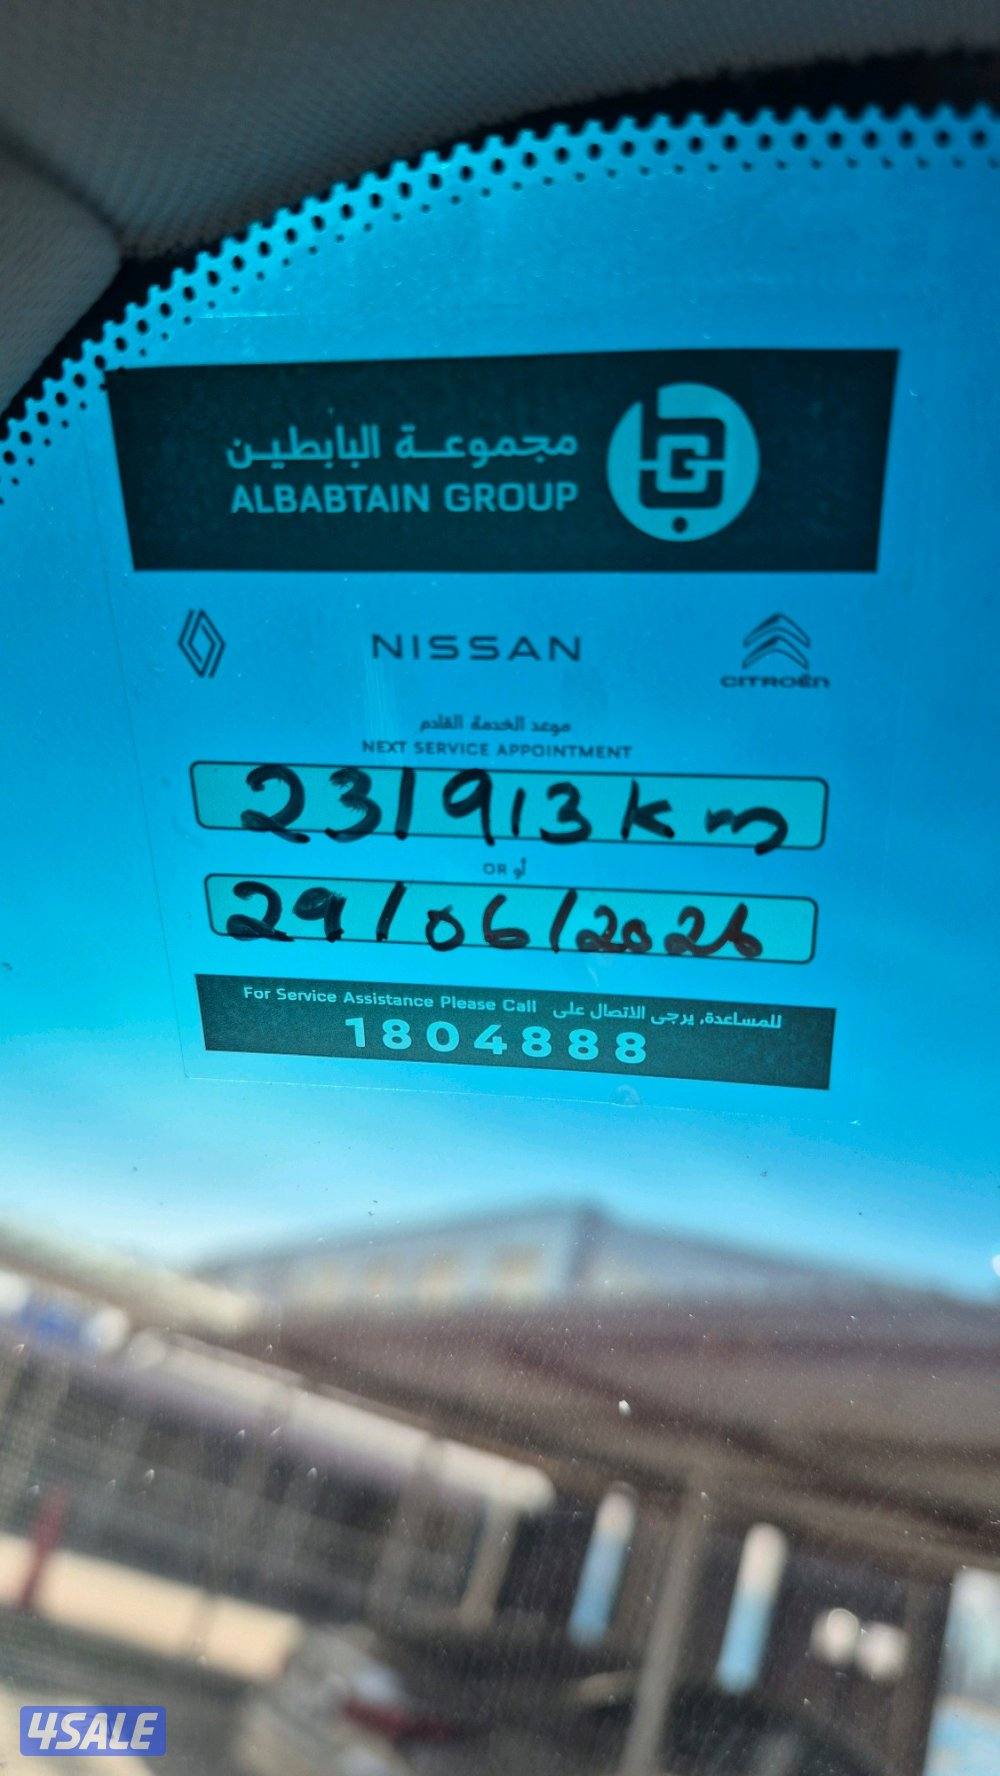 مجموعة البابطين
ALBABTAIN GROUP
NISSAN
CITROËN
موعد الخدمة القادم
NEXT SERVICE APPOINTMENT
231913 km
OR أو
29/06/2026
For Service Assistance Please Call للمساعدة, يرجى الاتصال على
1804888
4SALE